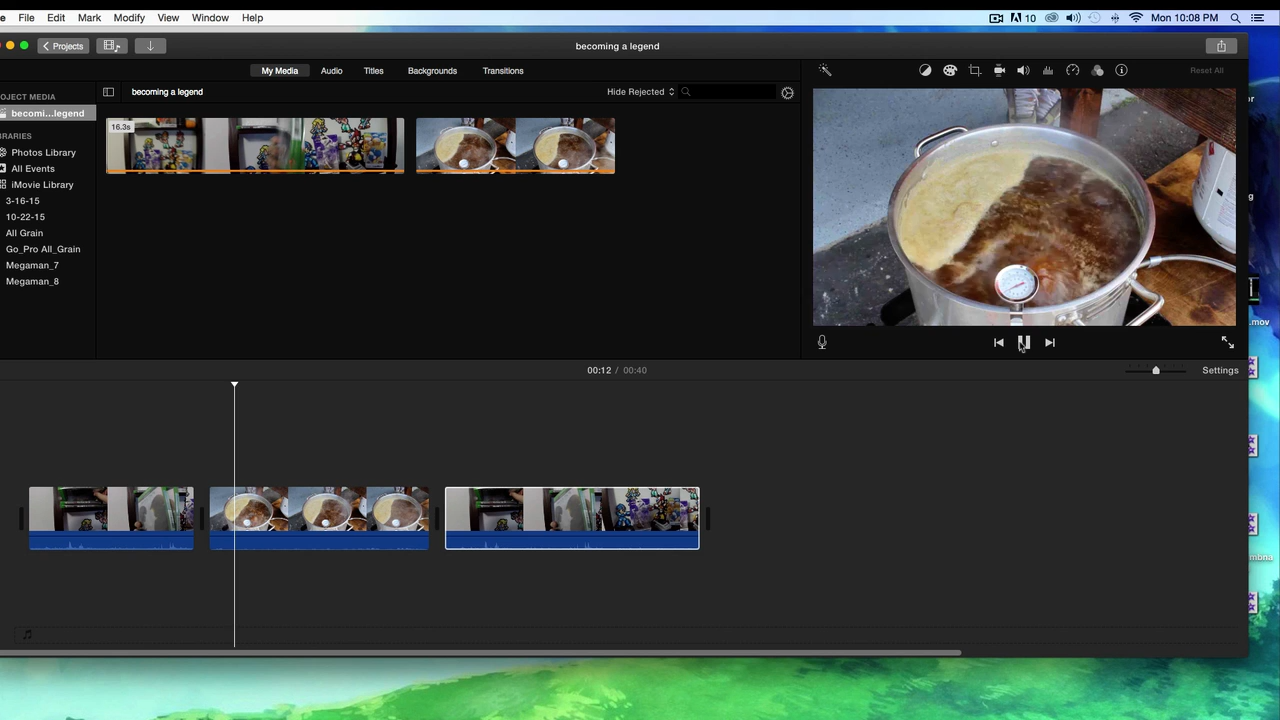 e File Edit Mark Modify View Window Help 10 Mon 10:08 PM
Projects becoming a legend
My Media Audio Titles Backgrounds Transitions Reset All
OJECT MEDIA becoming a legend Hide Rejected
becomi...legend
16.3s
BRARIES
Photos Library
All Events
iMovie Library
3-16-15
10-22-15
All Grain
Go_Pro All_Grain
Megaman_7
Megaman_8
or
g
.mov
00:12 / 00:40 Settings
mbria